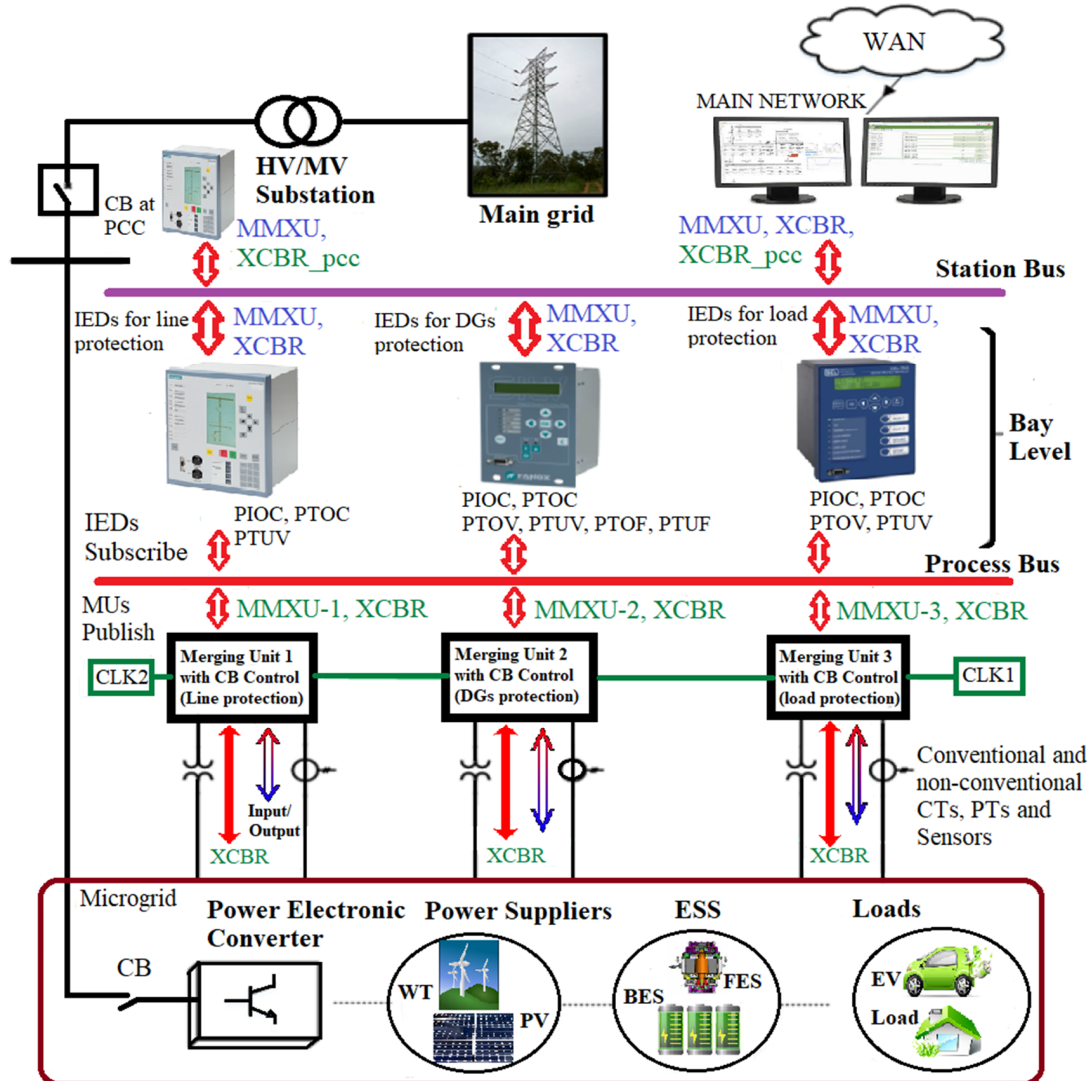 WAN
MAIN NETWORK
HV/MV
Substation
Main grid
CB at
PCC
MMXU,
XCBR_pcc
MMXU, XCBR,
XCBR_pcc
Station Bus
IEDs for line
protection
MMXU,
XCBR
IEDs for DGs
protection
MMXU,
XCBR
IEDs for load
protection
MMXU,
XCBR
Bay
Level
FANOX
PIOC, PTOC
PTUV
PIOC, PTOC
PTOV, PTUV, PTOF, PTUF
PIOC, PTOC
PTOV, PTUV
IEDs
Subscribe
Process Bus
MUs
Publish
MMXU-1, XCBR
MMXU-2, XCBR
MMXU-3, XCBR
CLK2
Merging Unit 1
with CB Control
(Line protection)
Merging Unit 2
with CB Control
(DGs protection)
Merging Unit 3
with CB Control
(load protection)
CLK1
Input/
Output
XCBR
XCBR
XCBR
Conventional and
non-conventional
CTs, PTs and
Sensors
Microgrid
Power Electronic
Converter
Power Suppliers
ESS
Loads
CB
WT
PV
BES
FES
EV
Load